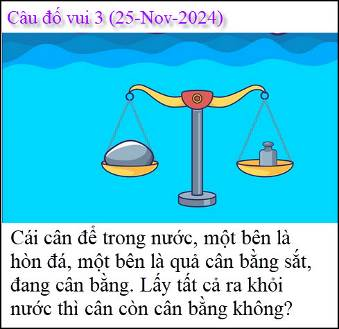 Câu đố vui 3 (25-Nov-2024)
Cái cân để trong nước, một bên là
hòn đá, một bên là quả cân bằng sắt,
đang cân bằng. Lấy tất cả ra khỏi
nước thì cân còn cân bằng không?